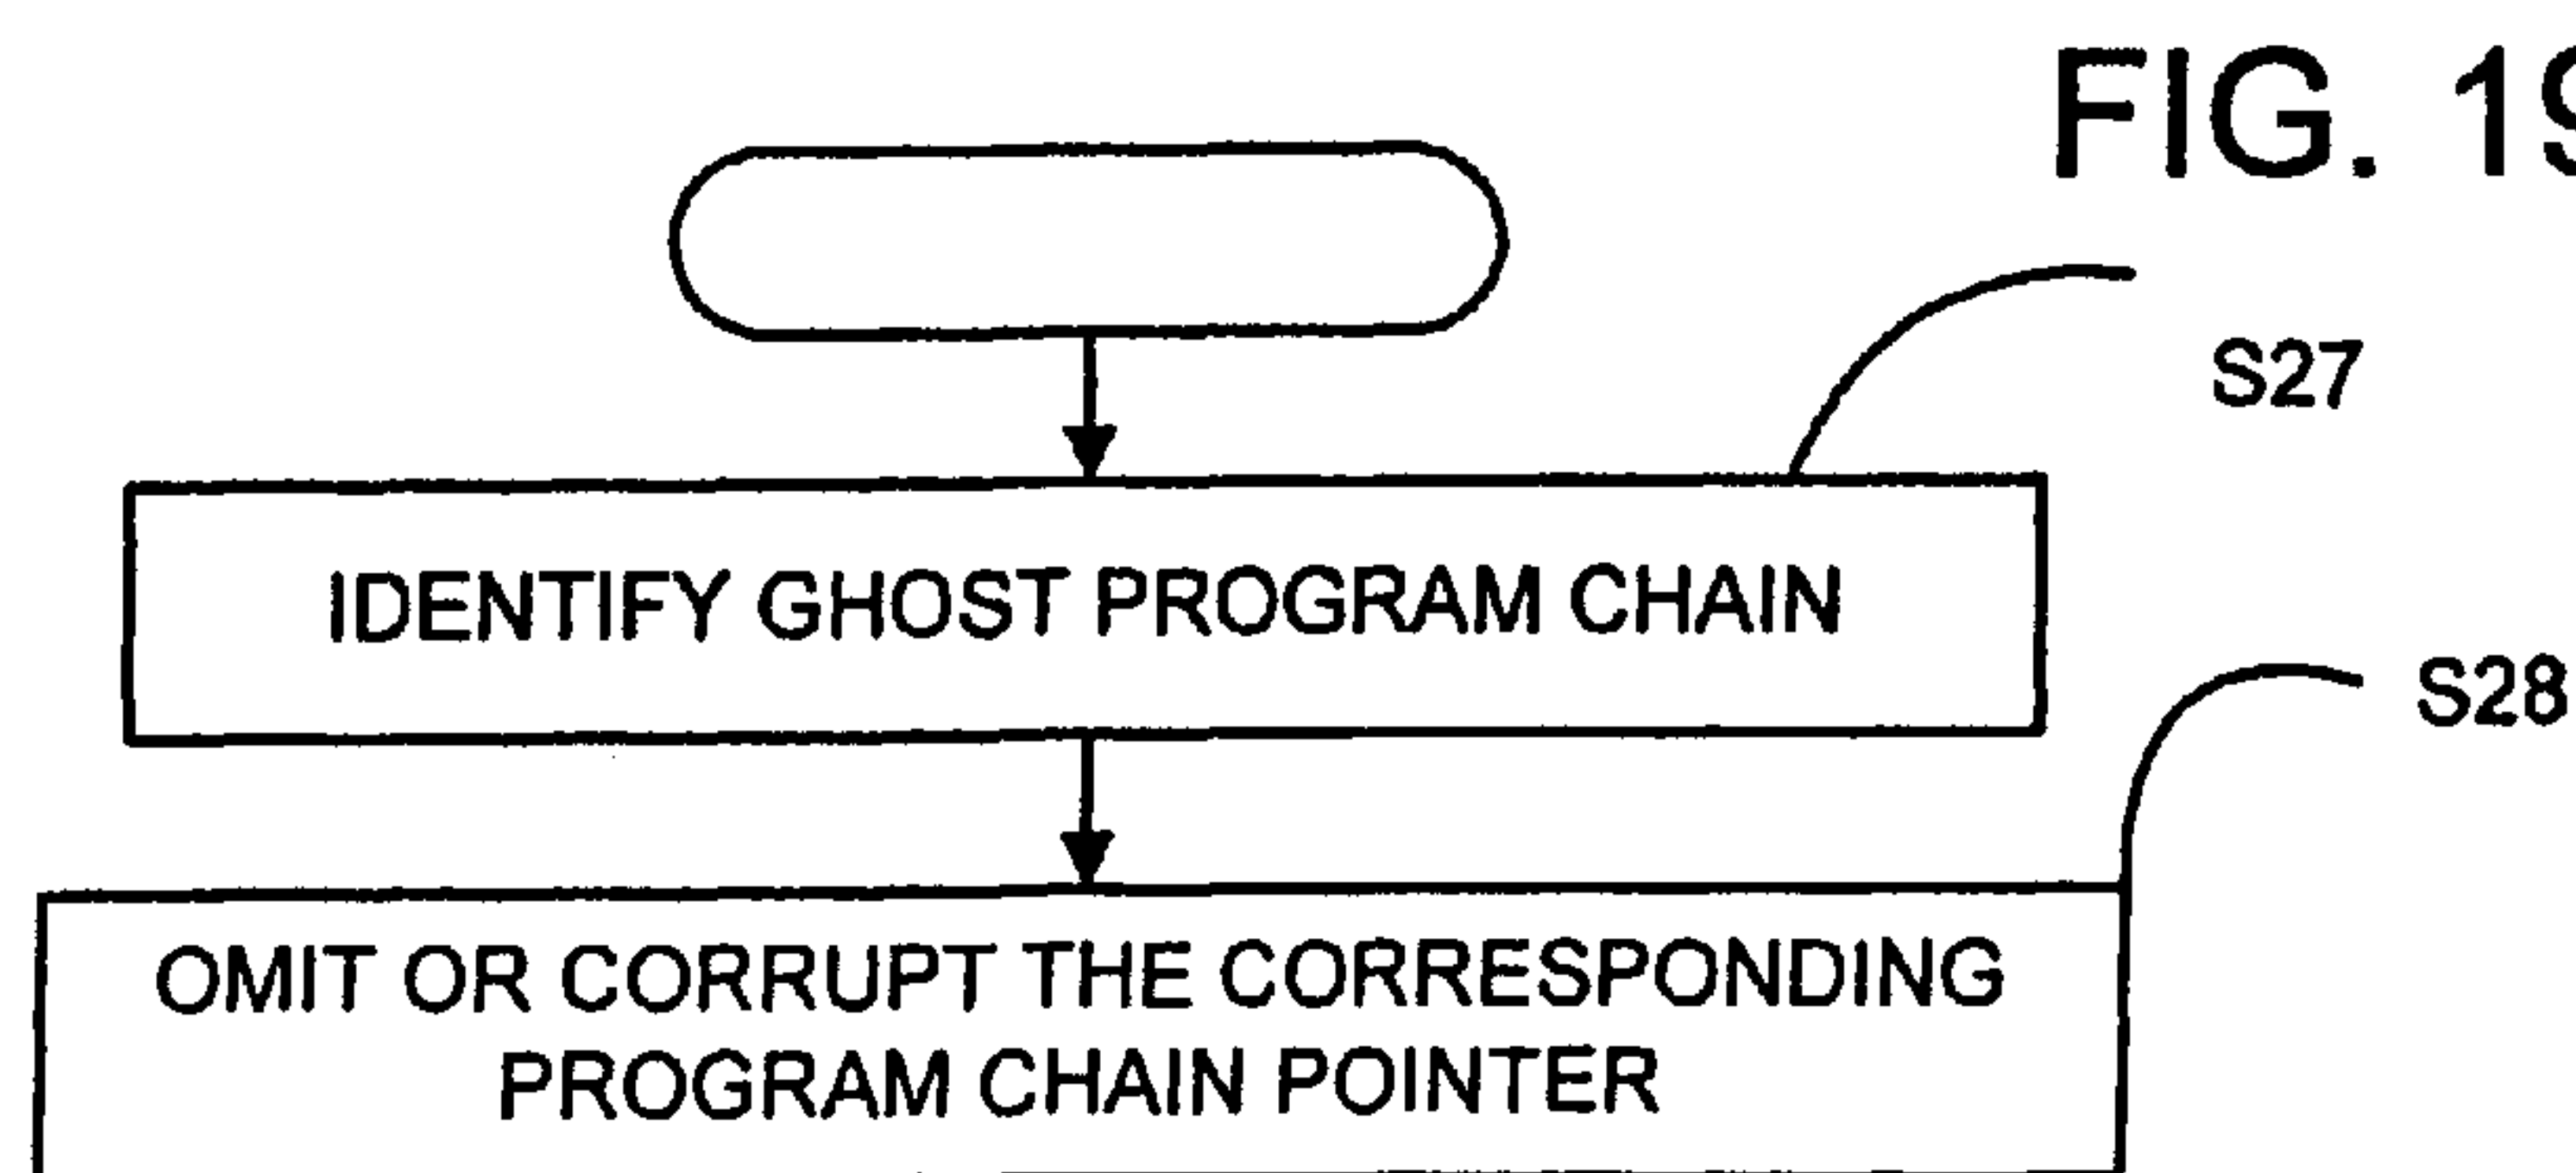 FIG. 19
S27
IDENTIFY GHOST PROGRAM CHAIN
S28
OMIT OR CORRUPT THE CORRESPONDING
PROGRAM CHAIN POINTER